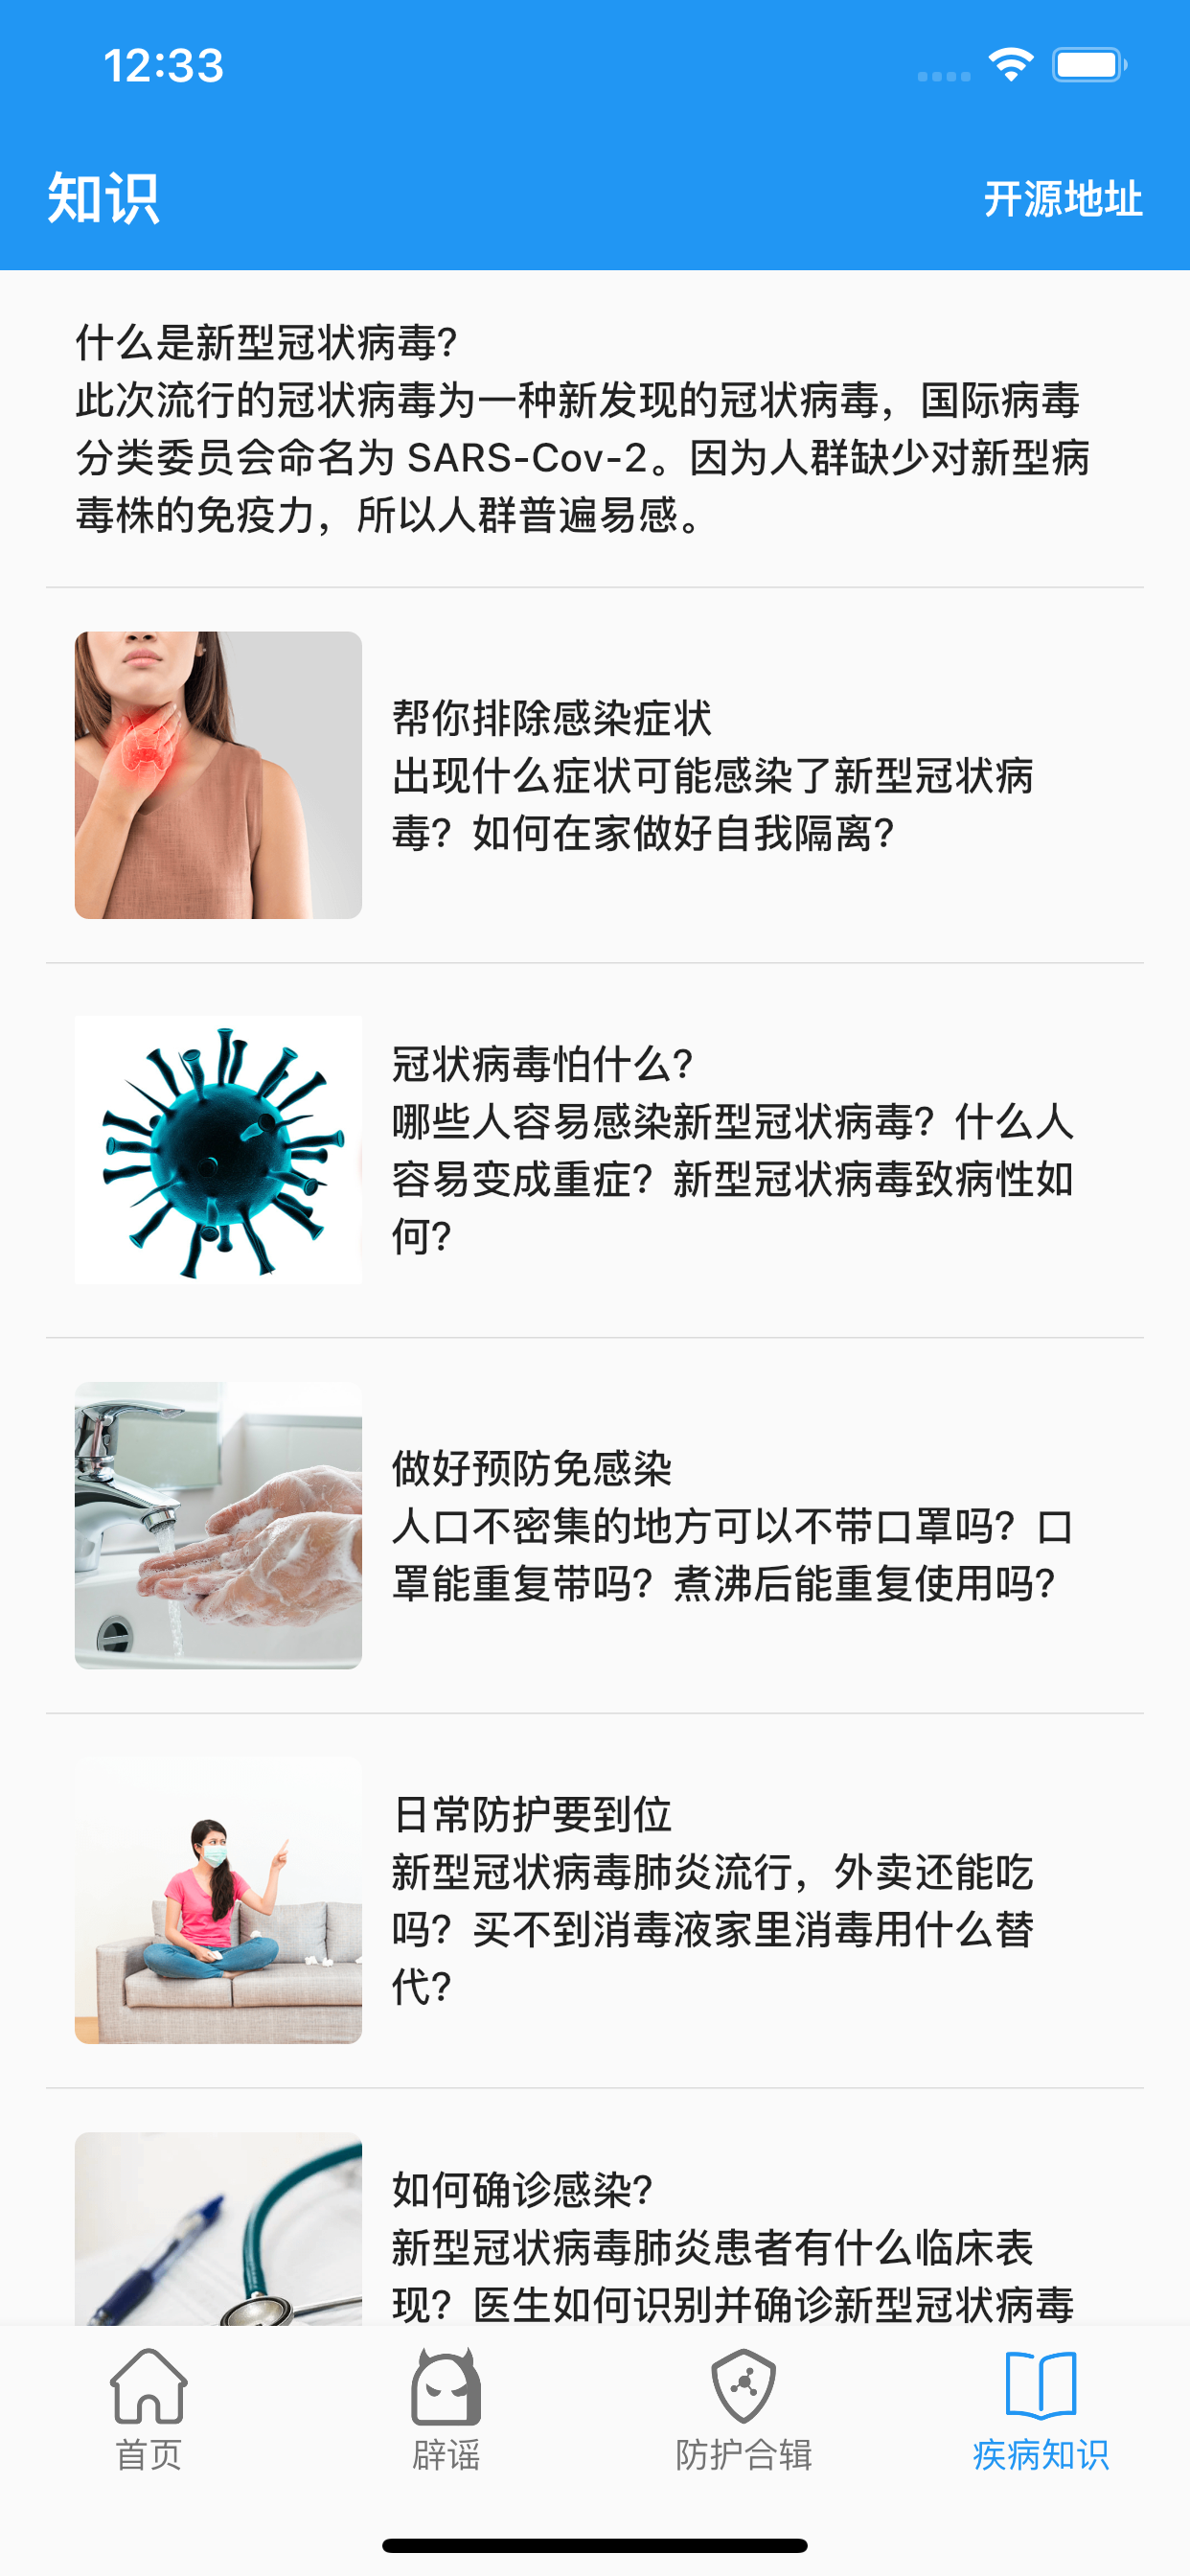 12:33
知识
开源地址
什么是新型冠状病毒?
此次流行的冠状病毒为一种新发现的冠状病毒，国际病毒
分类委员会命名为 SARS-Cov-2。因为人群缺少对新型病
毒株的免疫力，所以人群普遍易感。
帮你排除感染症状
出现什么症状可能感染了新型冠状病
毒？如何在家做好自我隔离?
冠状病毒怕什么?
哪些人容易感染新型冠状病毒？什么人
容易变成重症？新型冠状病毒致病性如
何?
做好预防免感染
人口不密集的地方可以不带口罩吗？口
罩能重复带吗？煮沸后能重复使用吗?
日常防护要到位
新型冠状病毒肺炎流行，外卖还能吃
吗？买不到消毒液家里消毒用什么替
代?
如何确诊感染?
新型冠状病毒肺炎患者有什么临床表
现？医生如何识别并确诊新型冠状病毒
首页
辟谣
防护合辑
疾病知识